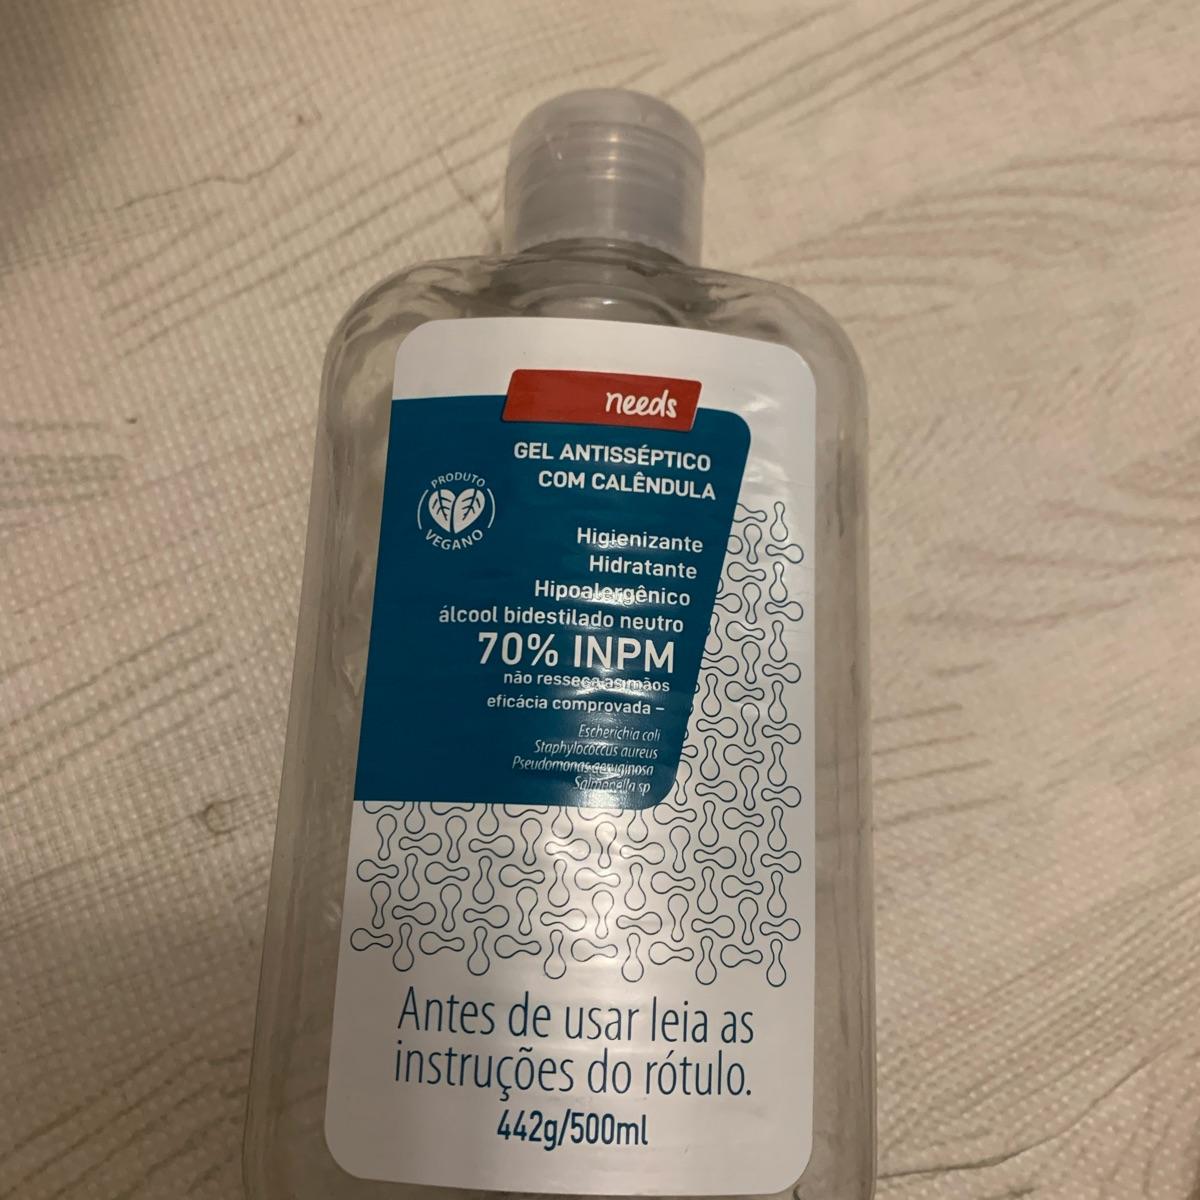 needs
GEL ANTISSÉPTICO
COM CALÊNDULA
PRODUTO
VEGANO
Higienizante
Hidratante
Hipoalergênico
álcool bidestilado neutro
70% INPM
não resseca as mãos
eficácia comprovada –
Escherichia coli
Staphylococcus aureus
Pseudomonas aeruginosa
Salmonella sp
Antes de usar leia as
instruções do rótulo.
442g/500ml